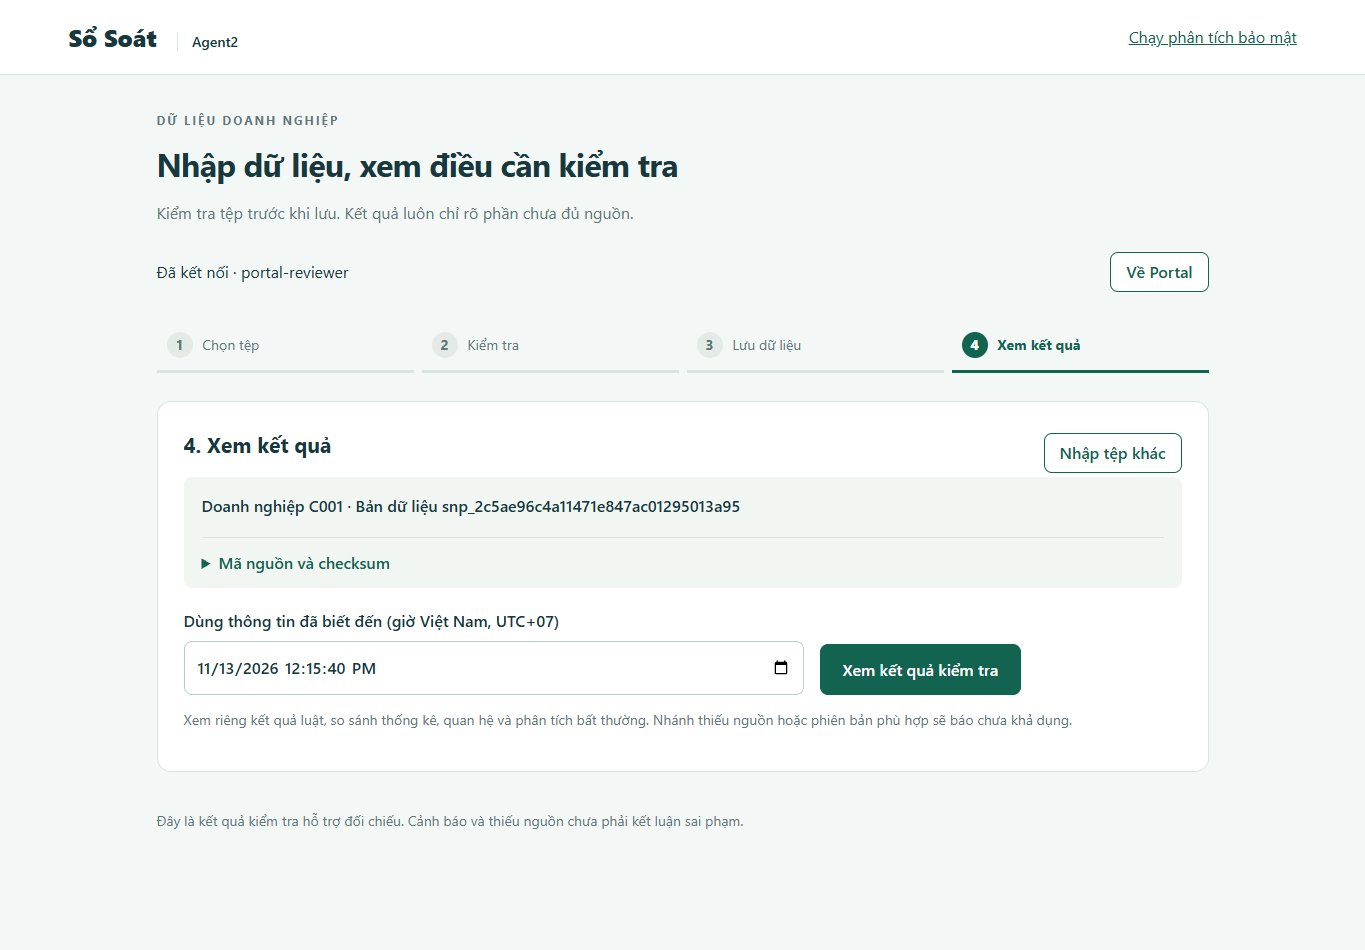 Sổ Soát
Agent2
Chạy phân tích bảo mật
DỮ LIỆU DOANH NGHIỆP
Nhập dữ liệu, xem điều cần kiểm tra
Kiểm tra tệp trước khi lưu. Kết quả luôn chỉ rõ phần chưa đủ nguồn.
Đã kết nối · portal-reviewer
Về Portal
1 Chọn tệp
2 Kiểm tra
3 Lưu dữ liệu
4 Xem kết quả
4. Xem kết quả
Nhập tệp khác
Doanh nghiệp C001 · Bản dữ liệu snp_2c5ae96c4a11471e847ac01295013a95
Mã nguồn và checksum
Dùng thông tin đã biết đến (giờ Việt Nam, UTC+07)
11/13/2026 12:15:40 PM
Xem kết quả kiểm tra
Xem riêng kết quả luật, so sánh thống kê, quan hệ và phân tích bất thường. Nhánh thiếu nguồn hoặc phiên bản phù hợp sẽ báo chưa khả dụng.
Đây là kết quả kiểm tra hỗ trợ đối chiếu. Cảnh báo và thiếu nguồn chưa phải kết luận sai phạm.